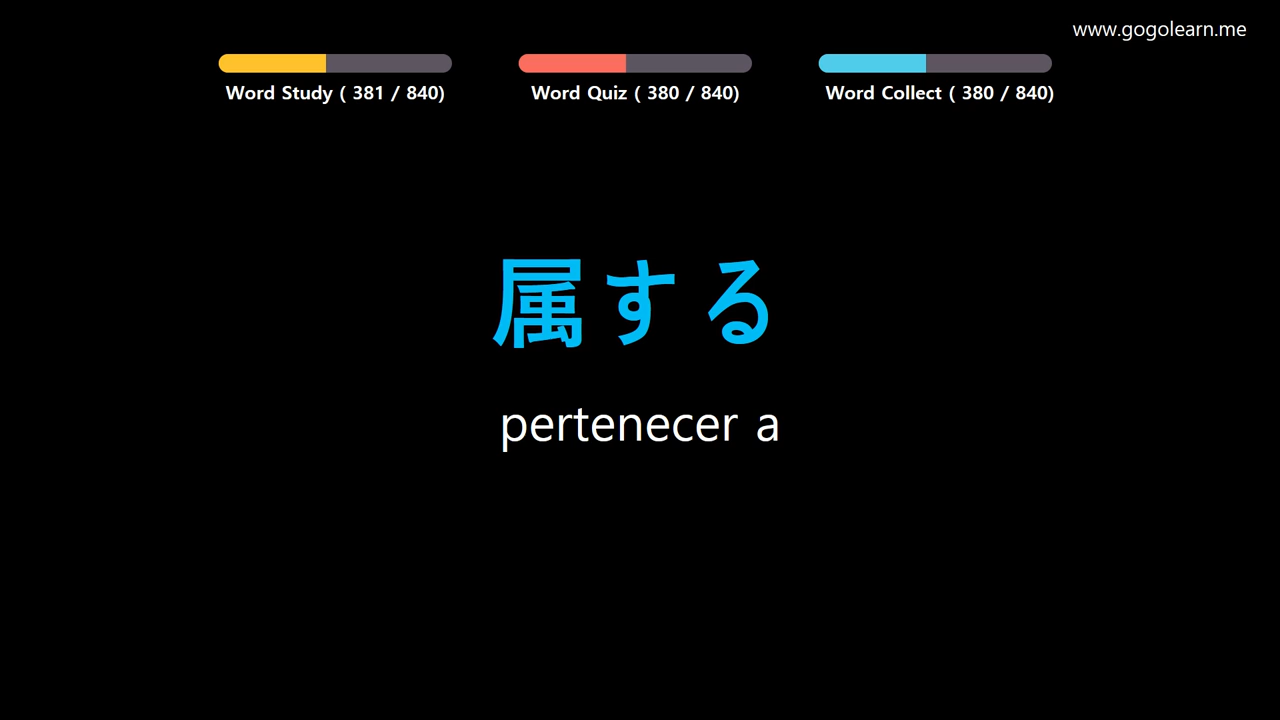 www.gogolearn.me
Word Study ( 381 / 840)
Word Quiz ( 380 / 840)
Word Collect ( 380 / 840)
属する
pertenecer a